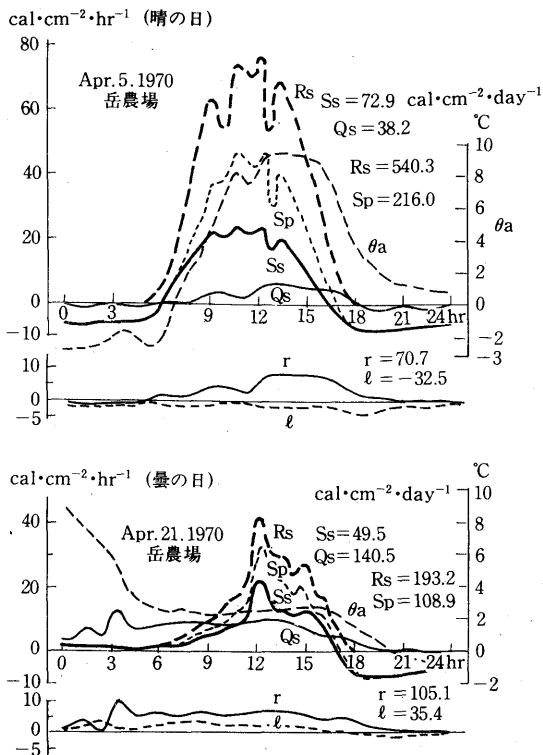 cal・cm⁻²・hr⁻¹ (晴の日)
Apr.5.1970
岳農場
Rs
Ss=72.9 cal・cm⁻²・day⁻¹
Qs=38.2
Rs=540.3
Sp=216.0
℃
80
60
40
20
0
-10
10
8
6
4
2
0
-2
-3
θa
θa
Sp
Ss
Qs
0 3 9 12 15 18 21 24hr
10
0
-5
r
ℓ
r=70.7
ℓ=-32.5
cal・cm⁻²・hr⁻¹ (曇の日)
Apr.21.1970
岳農場
cal・cm⁻²・day⁻¹
℃
Ss=49.5
Qs=140.5
Rs=193.2
Sp=108.9
40
20
0
-10
10
8
6
4
2
0
-2
Rs
Sp
Ss
θa
Qs
0 3 6 9 12 15 18 21 24hr
10
0
-5
r
ℓ
r=105.1
ℓ=35.4